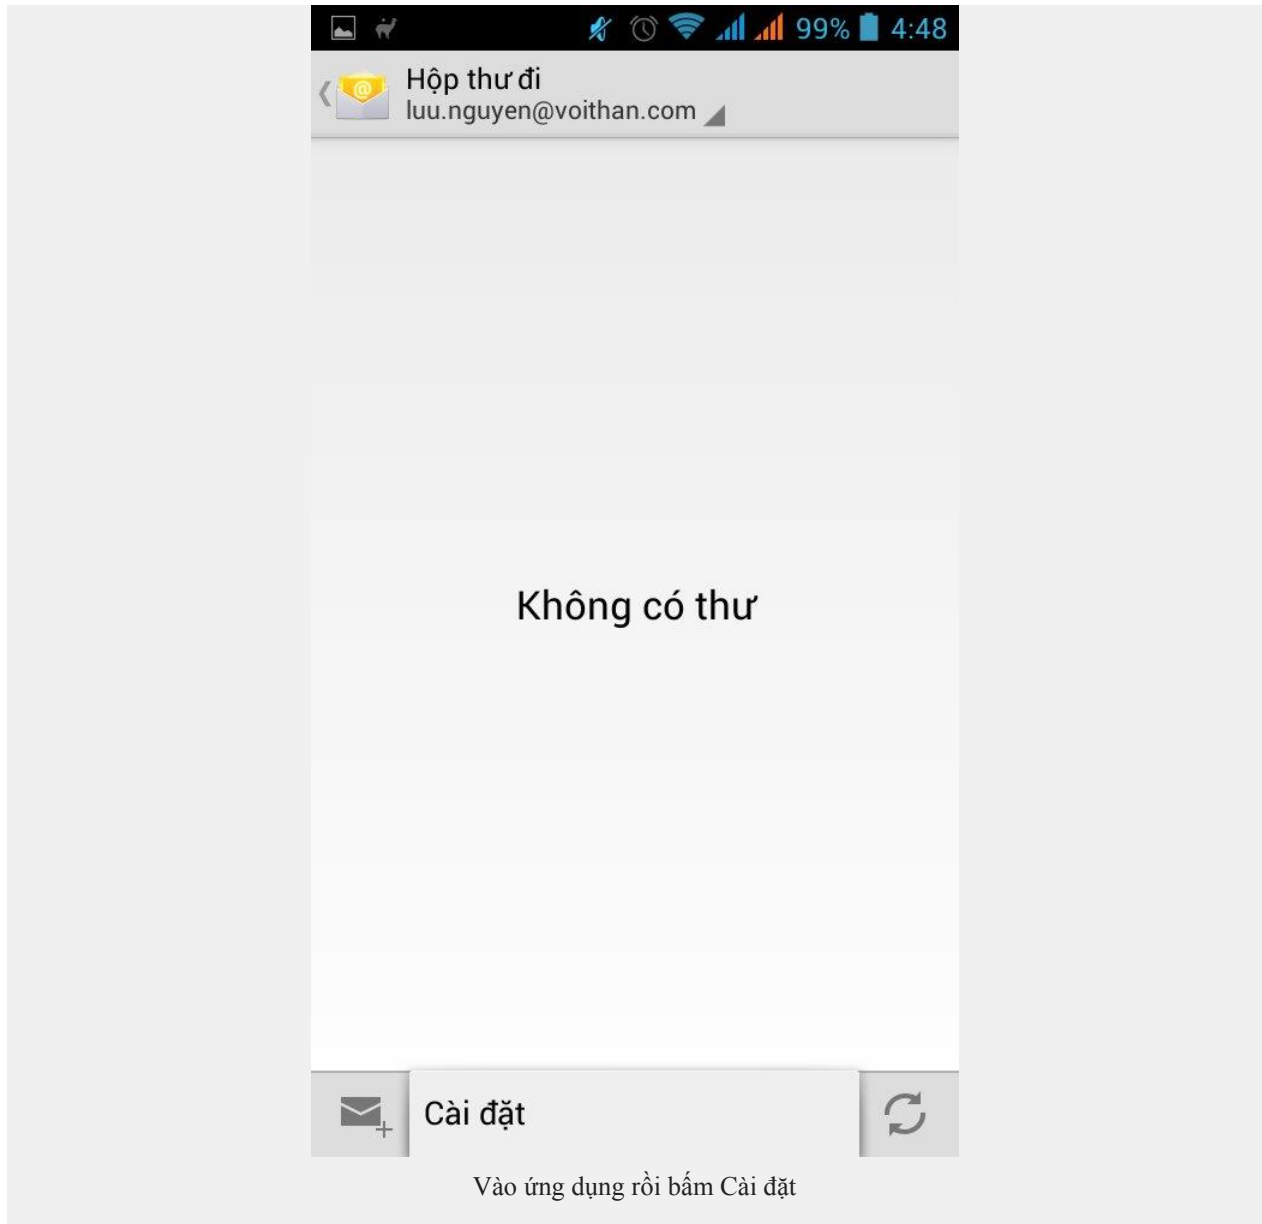 99% 4:48
Hộp thư đi
luu.nguyen@voithan.com
Không có thư
Cài đặt
Vào ứng dụng rồi bấm Cài đặt